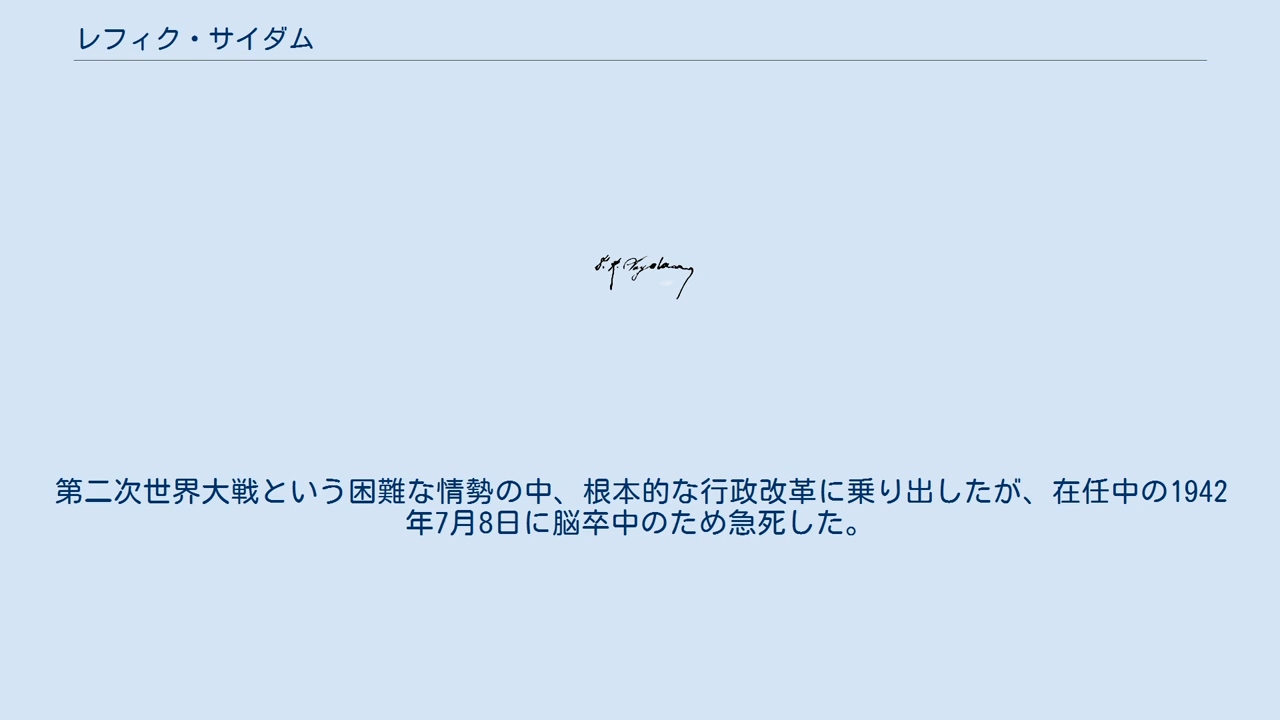 レフィク・サイダム
第二次世界大戦という困難な情勢の中、根本的な行政改革に乗り出したが、在任中の1942
年7月8日に脳卒中のため急死した。